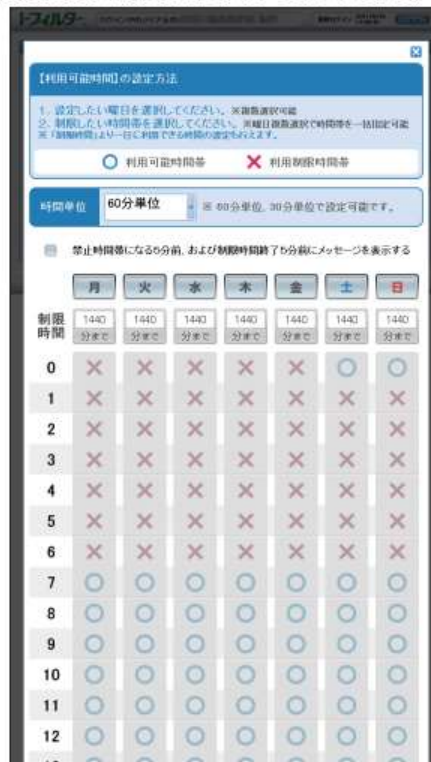 i-フィルター
【利用可能時間】の設定方法
1. 設定したい曜日を選択してください。 ※複数選択可能
2. 制限したい時間帯を選択してください。 ※曜日複数選択で時間帯を一括指定可能
※「制限時間」より一日に利用できる時間の設定も行えます。
○ 利用可能時間帯 × 利用制限時間帯
時間単位 60分単位 ※ 60分単位、30分単位で設定可能です。
禁止時間帯になる5分前、および制限時間終了5分前にメッセージを表示する
月 火 水 木 金 土 日
制限時間 1440 1440 1440 1440 1440 1440 1440
分まで 分まで 分まで 分まで 分まで 分まで 分まで
0 × × × × × ○ ○
1 × × × × × × ×
2 × × × × × × ×
3 × × × × × × ×
4 × × × × × × ×
5 × × × × × × ×
6 × × × × × × ×
7 ○ ○ ○ ○ ○ ○ ○
8 ○ ○ ○ ○ ○ ○ ○
9 ○ ○ ○ ○ ○ ○ ○
10 ○ ○ ○ ○ ○ ○ ○
11 ○ ○ ○ ○ ○ ○ ○
12 ○ ○ ○ ○ ○ ○ ○